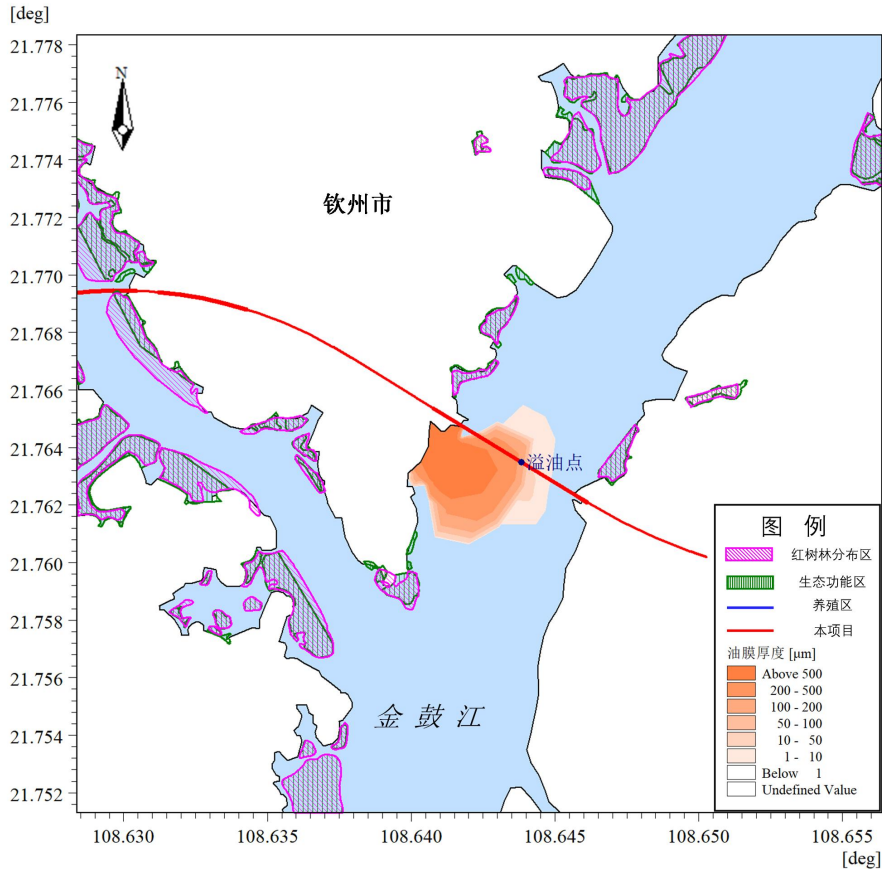 [deg]
21.778
21.776
21.774
21.772
21.770
21.768
21.766
21.764
21.762
21.760
21.758
21.756
21.754
21.752
N
钦州市
溢油点
金鼓江
图 例
红树林分布区
生态功能区
养殖区
本项目
油膜厚度 [μm]
Above 500
200 - 500
100 - 200
50 - 100
10 - 50
1 - 10
Below 1
Undefined Value
108.630 108.635 108.640 108.645 108.650 108.655
[deg]